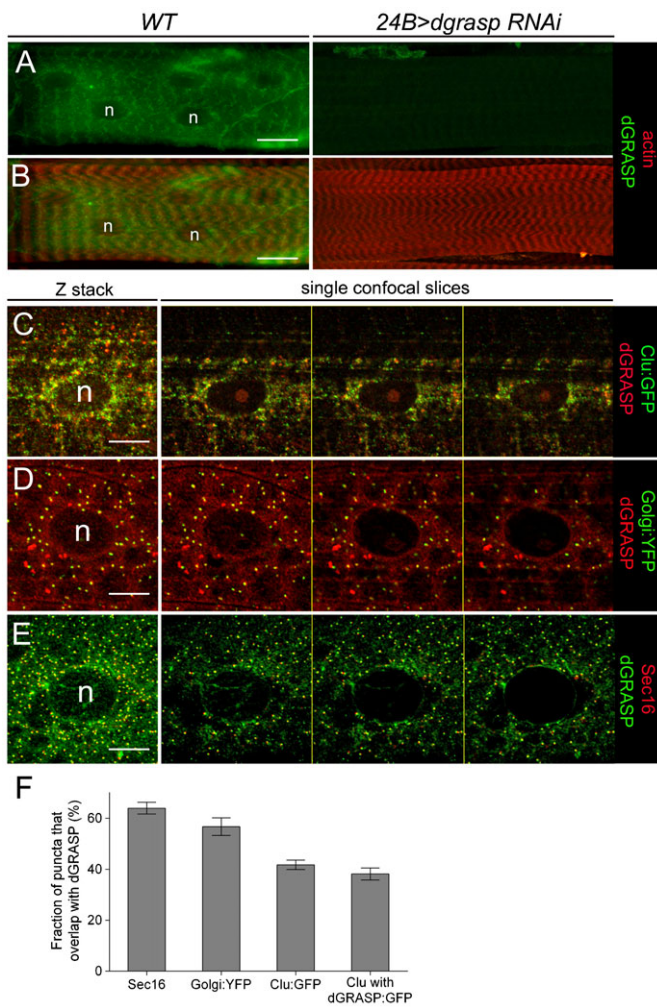 WT
24B>dgrasp RNAi
A
n
n
B
n
n
actin
dGRASP
Z stack
single confocal slices
C
n
Clu:GFP
dGRASP
D
n
Golgi:YFP
dGRASP
E
n
Sec16
dGRASP
F
Fraction of puncta that
overlap with dGRASP (%)
60
40
20
0
Sec16
Golgi:YFP
Clu:GFP
Clu with
dGRASP:GFP